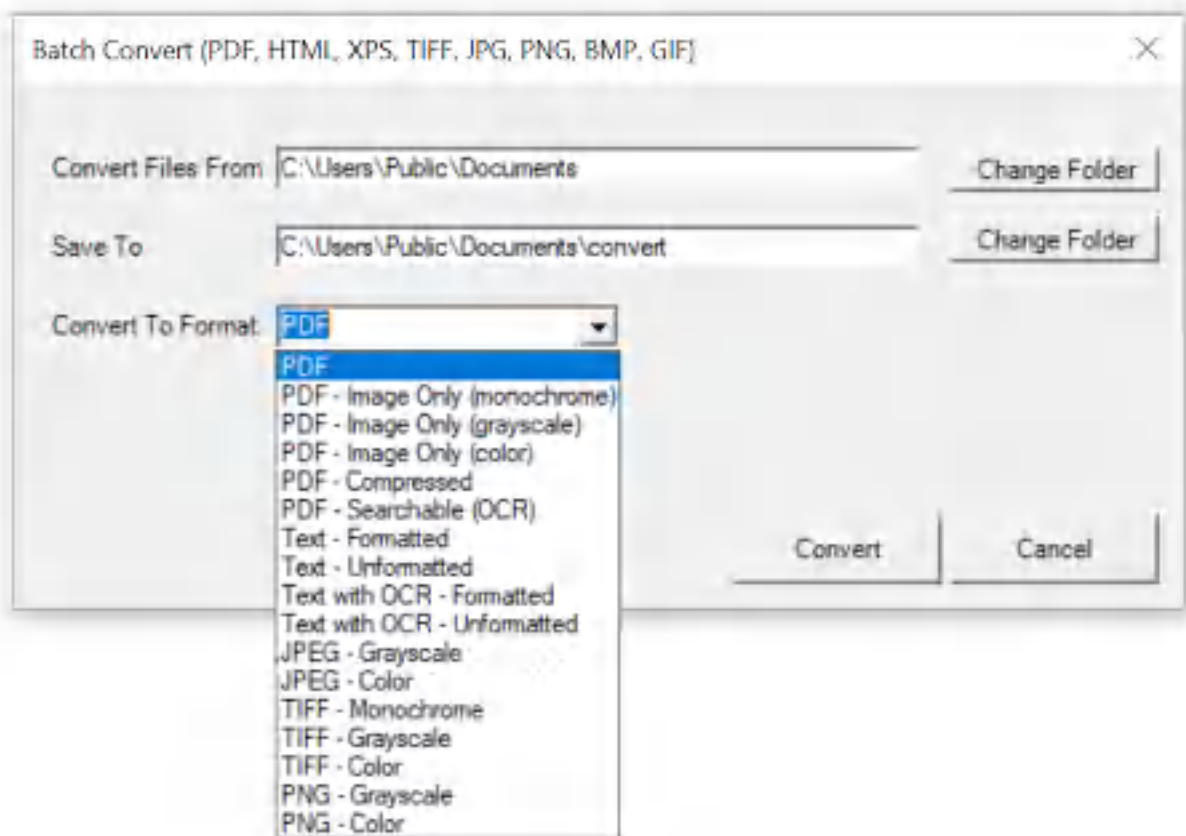 Batch Convert (PDF, HTML, XPS, TIFF, JPG, PNG, BMP, GIF)
Convert Files From C:\Users\Public\Documents Change Folder
Save To C:\Users\Public\Documents\convert Change Folder
Convert To Format PDF
PDF
PDF - Image Only (monochrome)
PDF - Image Only (grayscale)
PDF - Image Only (color)
PDF - Compressed
PDF - Searchable (OCR)
Text - Formatted
Convert Cancel
Text - Unformatted
Text with OCR - Formatted
Text with OCR - Unformatted
JPEG - Grayscale
JPEG - Color
TIFF - Monochrome
TIFF - Grayscale
TIFF - Color
PNG - Grayscale
PNG - Color